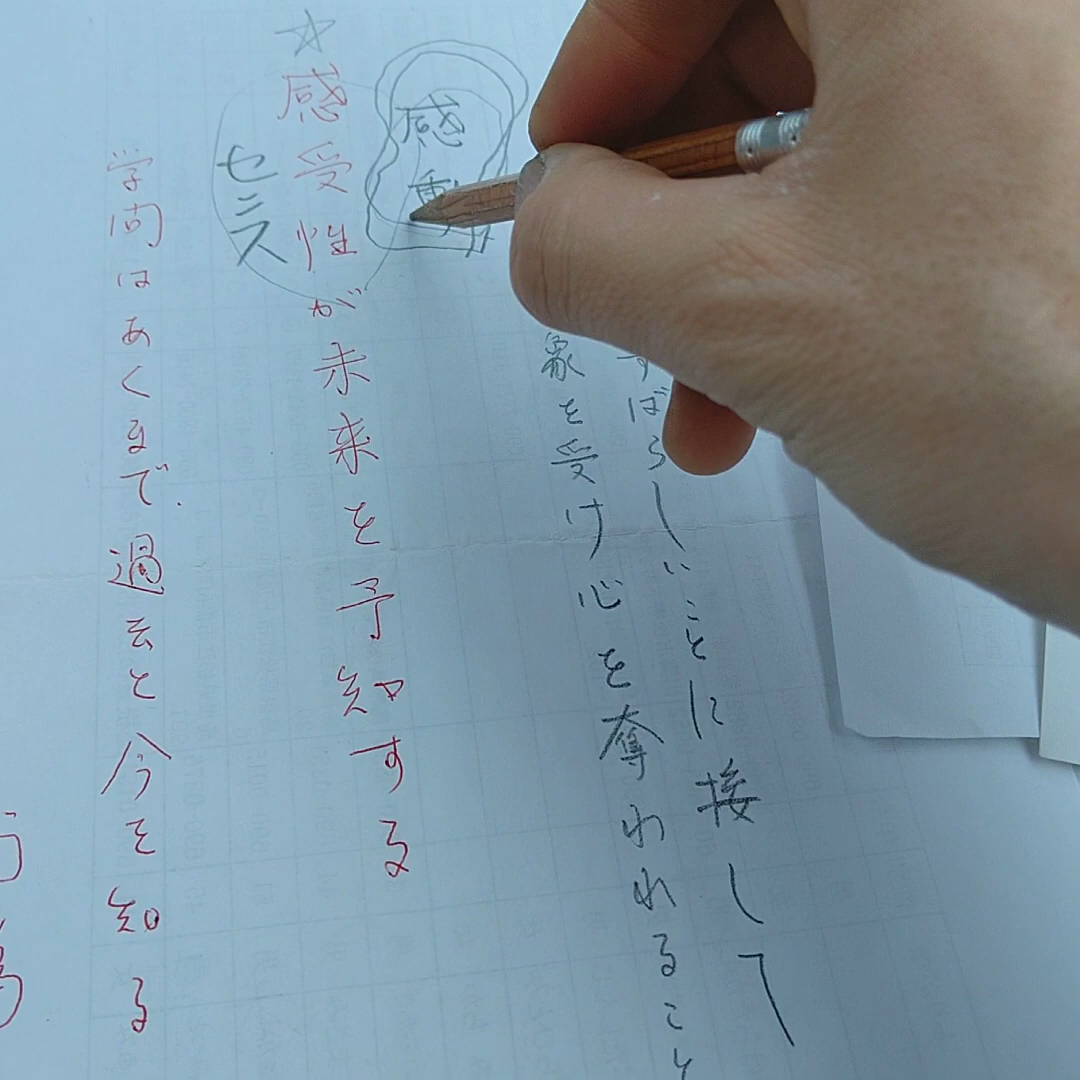 ばらしいことに接して
象を受け心を奪われること
感動
☆感受性が未来を予知する
センス
学問はあくまで過去と今を知る